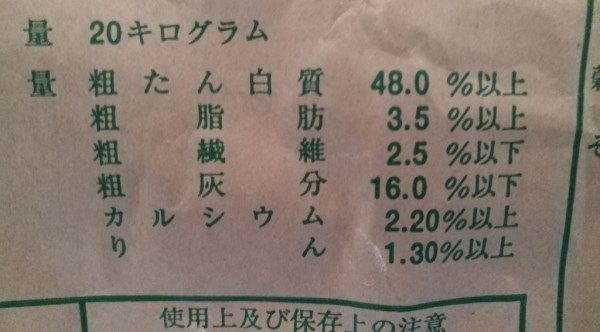 量 20キログラム
量 粗たん白質 48.0 %以上
粗脂肪 3.5 %以上
粗繊維 2.5 %以下
粗灰分 16.0 %以下
カルシウム 2.20%以上
りん 1.30%以上
使用上及び保存上の注意